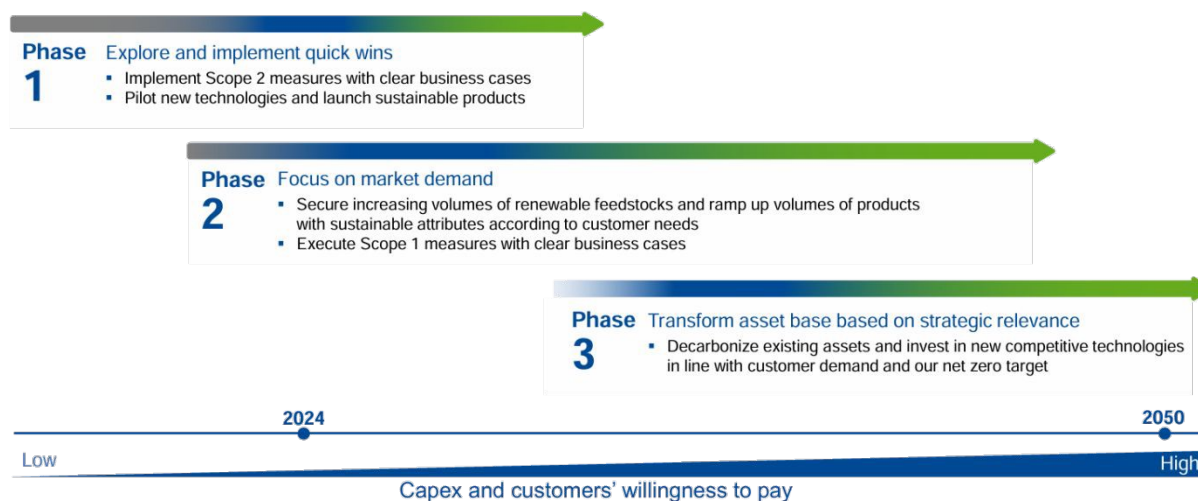 Phase Explore and implement quick wins
1
▪ Implement Scope 2 measures with clear business cases
▪ Pilot new technologies and launch sustainable products
Phase Focus on market demand
2
▪ Secure increasing volumes of renewable feedstocks and ramp up volumes of products
with sustainable attributes according to customer needs
▪ Execute Scope 1 measures with clear business cases
Phase Transform asset base based on strategic relevance
3
▪ Decarbonize existing assets and invest in new competitive technologies
in line with customer demand and our net zero target
2024 2050
Low High
Capex and customers' willingness to pay